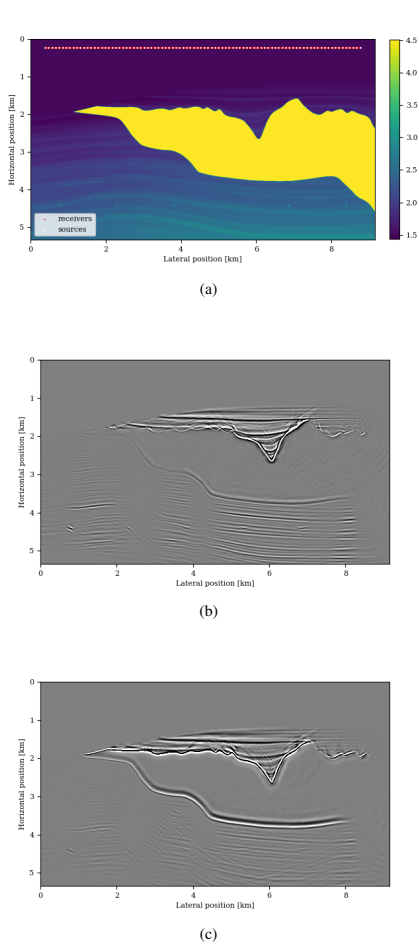 0
1
2
3
4
5
Horizontal position [km]
0 2 4 6 8
Lateral position [km]
receivers
sources
4.5
4.0
3.5
3.0
2.5
2.0
1.5
(a)
0
1
2
3
4
5
Horizontal position [km]
0 2 4 6 8
Lateral position [km]
(b)
0
1
2
3
4
5
Horizontal position [km]
0 2 4 6 8
Lateral position [km]
(c)